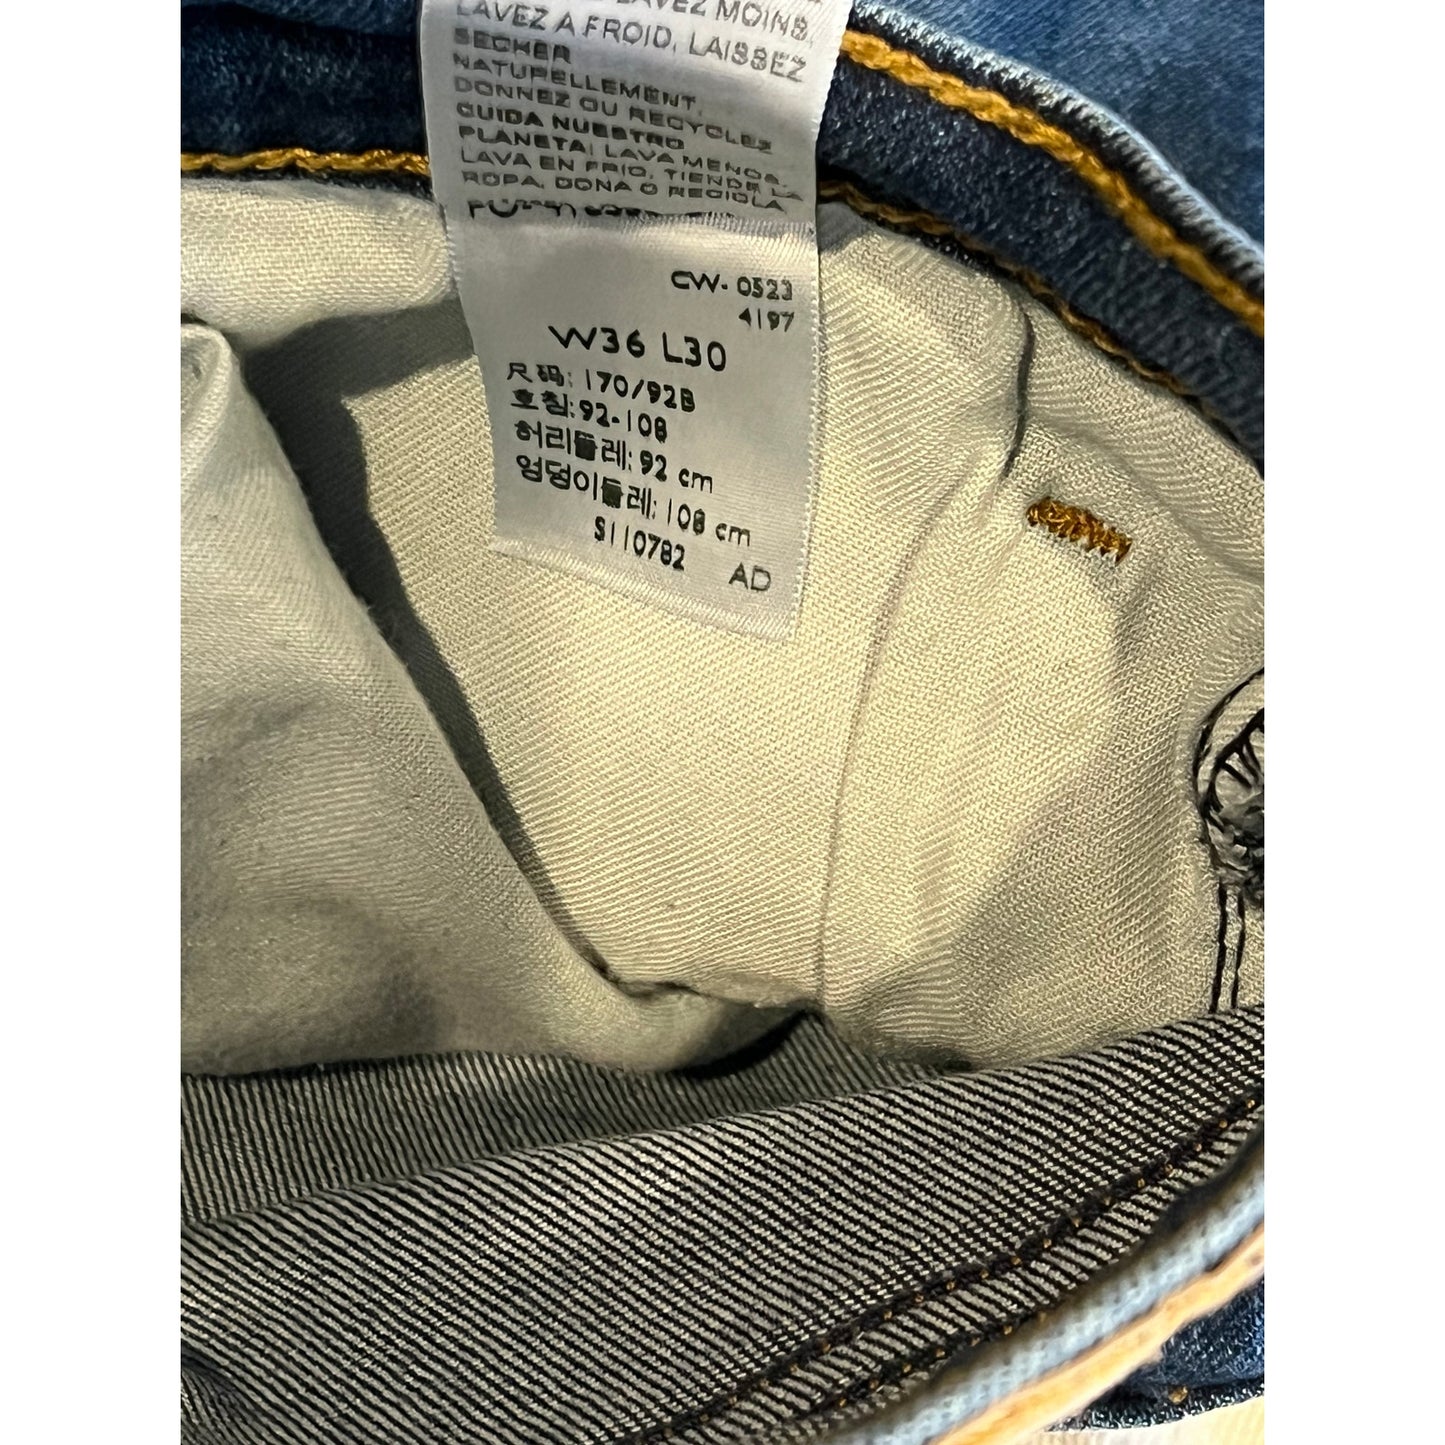 LAVEZ MOINS,
LAVEZ A FROID, LAISSEZ
SECHER
NATURELLEMENT,
DONNEZ OU RECYCLEZ
CUIDA NUESTRO
PLANETA! LAVA MENOS,
LAVA EN FRIO, TIENDE LA
ROPA, DONA O RECICLA
CW- 0523
4197
W36 L30
尺码: 170/92B
호칭: 92-108
허리둘레: 92 cm
엉덩이둘레: 108 cm
S110782 AD